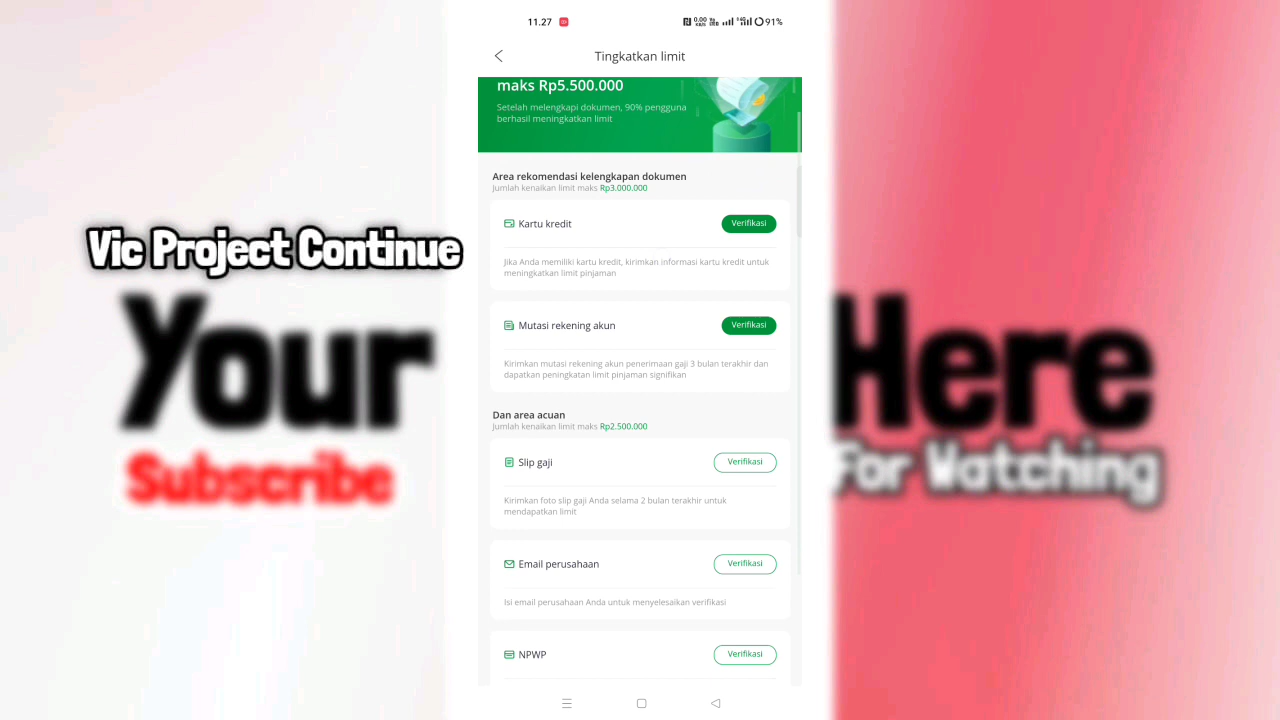 11.27
0.00
KB/S
91%
Tingkatkan limit
maks Rp5.500.000
Setelah melengkapi dokumen, 90% pengguna
berhasil meningkatkan limit
Area rekomendasi kelengkapan dokumen
Jumlah kenaikan limit maks Rp3.000.000
Kartu kredit
Verifikasi
Jika Anda memiliki kartu kredit, kirimkan informasi kartu kredit untuk
meningkatkan limit pinjaman
Mutasi rekening akun
Verifikasi
Kirimkan mutasi rekening akun penerimaan gaji 3 bulan terakhir dan
dapatkan peningkatan limit pinjaman signifikan
Dan area acuan
Jumlah kenaikan limit maks Rp2.500.000
Slip gaji
Verifikasi
Kirimkan foto slip gaji Anda selama 2 bulan terakhir untuk
mendapatkan limit
Email perusahaan
Verifikasi
Isi email perusahaan Anda untuk menyelesaikan verifikasi
NPWP
Verifikasi
Vic Project Continue
Your
Subscribe
Here
For Watching